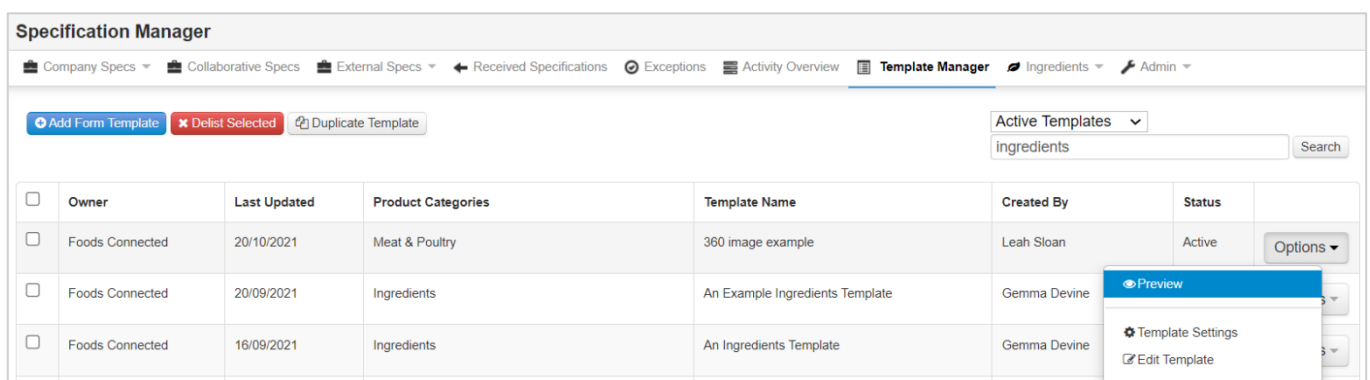 Specification Manager
Company Specs Collaborative Specs External Specs Received Specifications Exceptions Activity Overview Template Manager Ingredients Admin
Add Form Template Delist Selected Duplicate Template Active Templates
ingredients Search
Owner Last Updated Product Categories Template Name Created By Status
Foods Connected 20/10/2021 Meat & Poultry 360 image example Leah Sloan Active Options
Preview
Foods Connected 20/09/2021 Ingredients An Example Ingredients Template Gemma Devine
Template Settings
Foods Connected 16/09/2021 Ingredients An Ingredients Template Gemma Devine
Edit Template